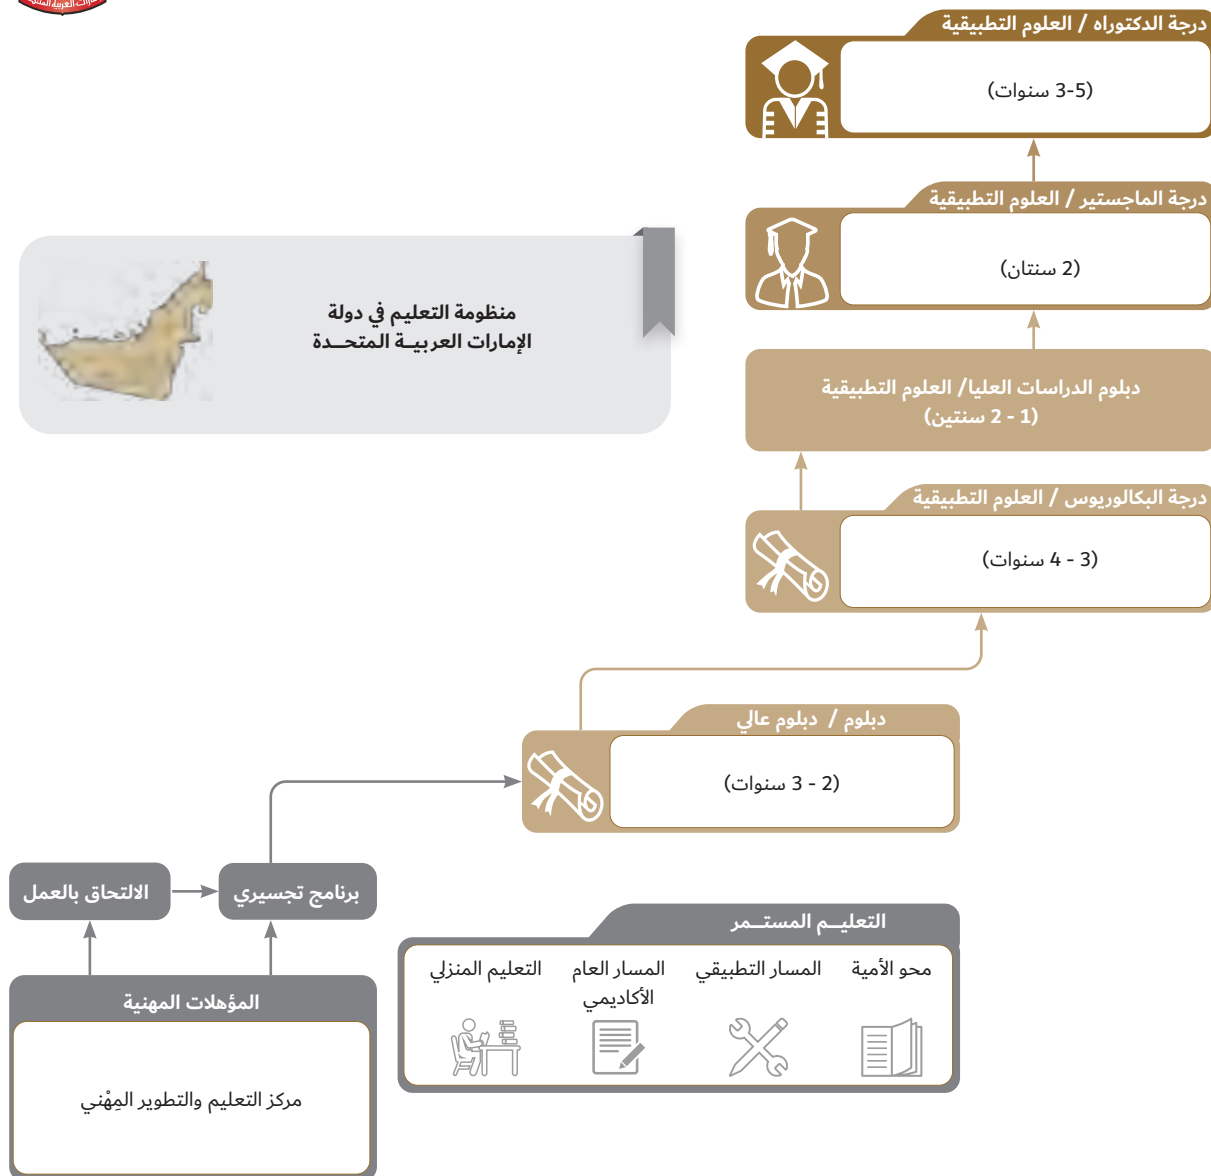 الإمارات العربية المتحدة
درجة الدكتوراه / العلوم التطبيقية
(3-5 سنوات)
درجة الماجستير / العلوم التطبيقية
(2 سنتان)
منظومة التعليم في دولة
الإمارات العربيــة المتحــدة
دبلوم الدراسات العليا/ العلوم التطبيقية
(1 - 2 سنتين)
درجة البكالوريوس / العلوم التطبيقية
(3 - 4 سنوات)
دبلوم / دبلوم عالي
(2 - 3 سنوات)
برنامج تجسيري
الالتحاق بالعمل
التعليــم المستــمر
محو الأمية
المسار التطبيقي
المسار العام
الأكاديمي
التعليم المنزلي
المؤهلات المهنية
مركز التعليم والتطوير المِهْني